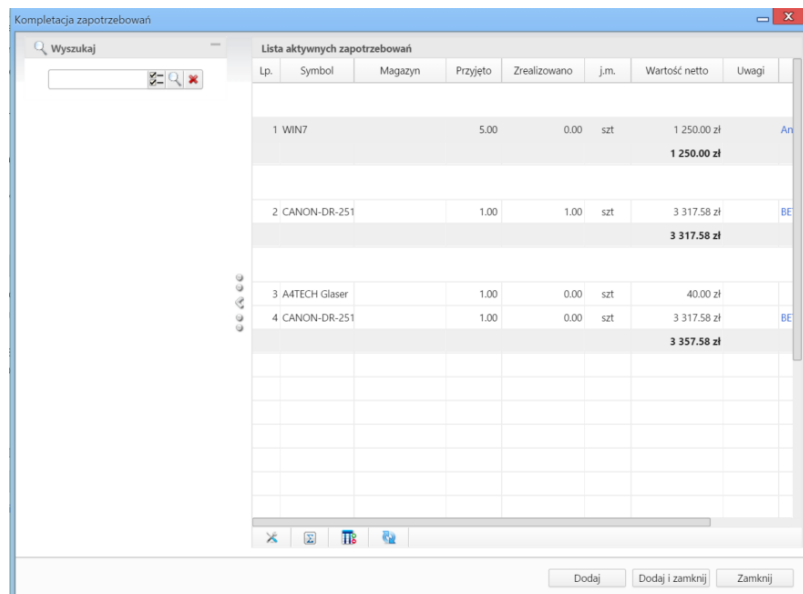 Kompletacja zapotrzebowań
Wyszukaj
Lista aktywnych zapotrzebowań
Lp. Symbol Magazyn Przyjęto Zrealizowano j.m. Wartość netto Uwagi
1 WIN7 5.00 0.00 szt 1 250.00 zł An
1 250.00 zł
2 CANON-DR-251 1.00 1.00 szt 3 317.58 zł BE
3 317.58 zł
3 A4TECH Glaser 1.00 0.00 szt 40.00 zł
4 CANON-DR-251 1.00 0.00 szt 3 317.58 zł BE
3 357.58 zł
Dodaj Dodaj i zamknij Zamknij